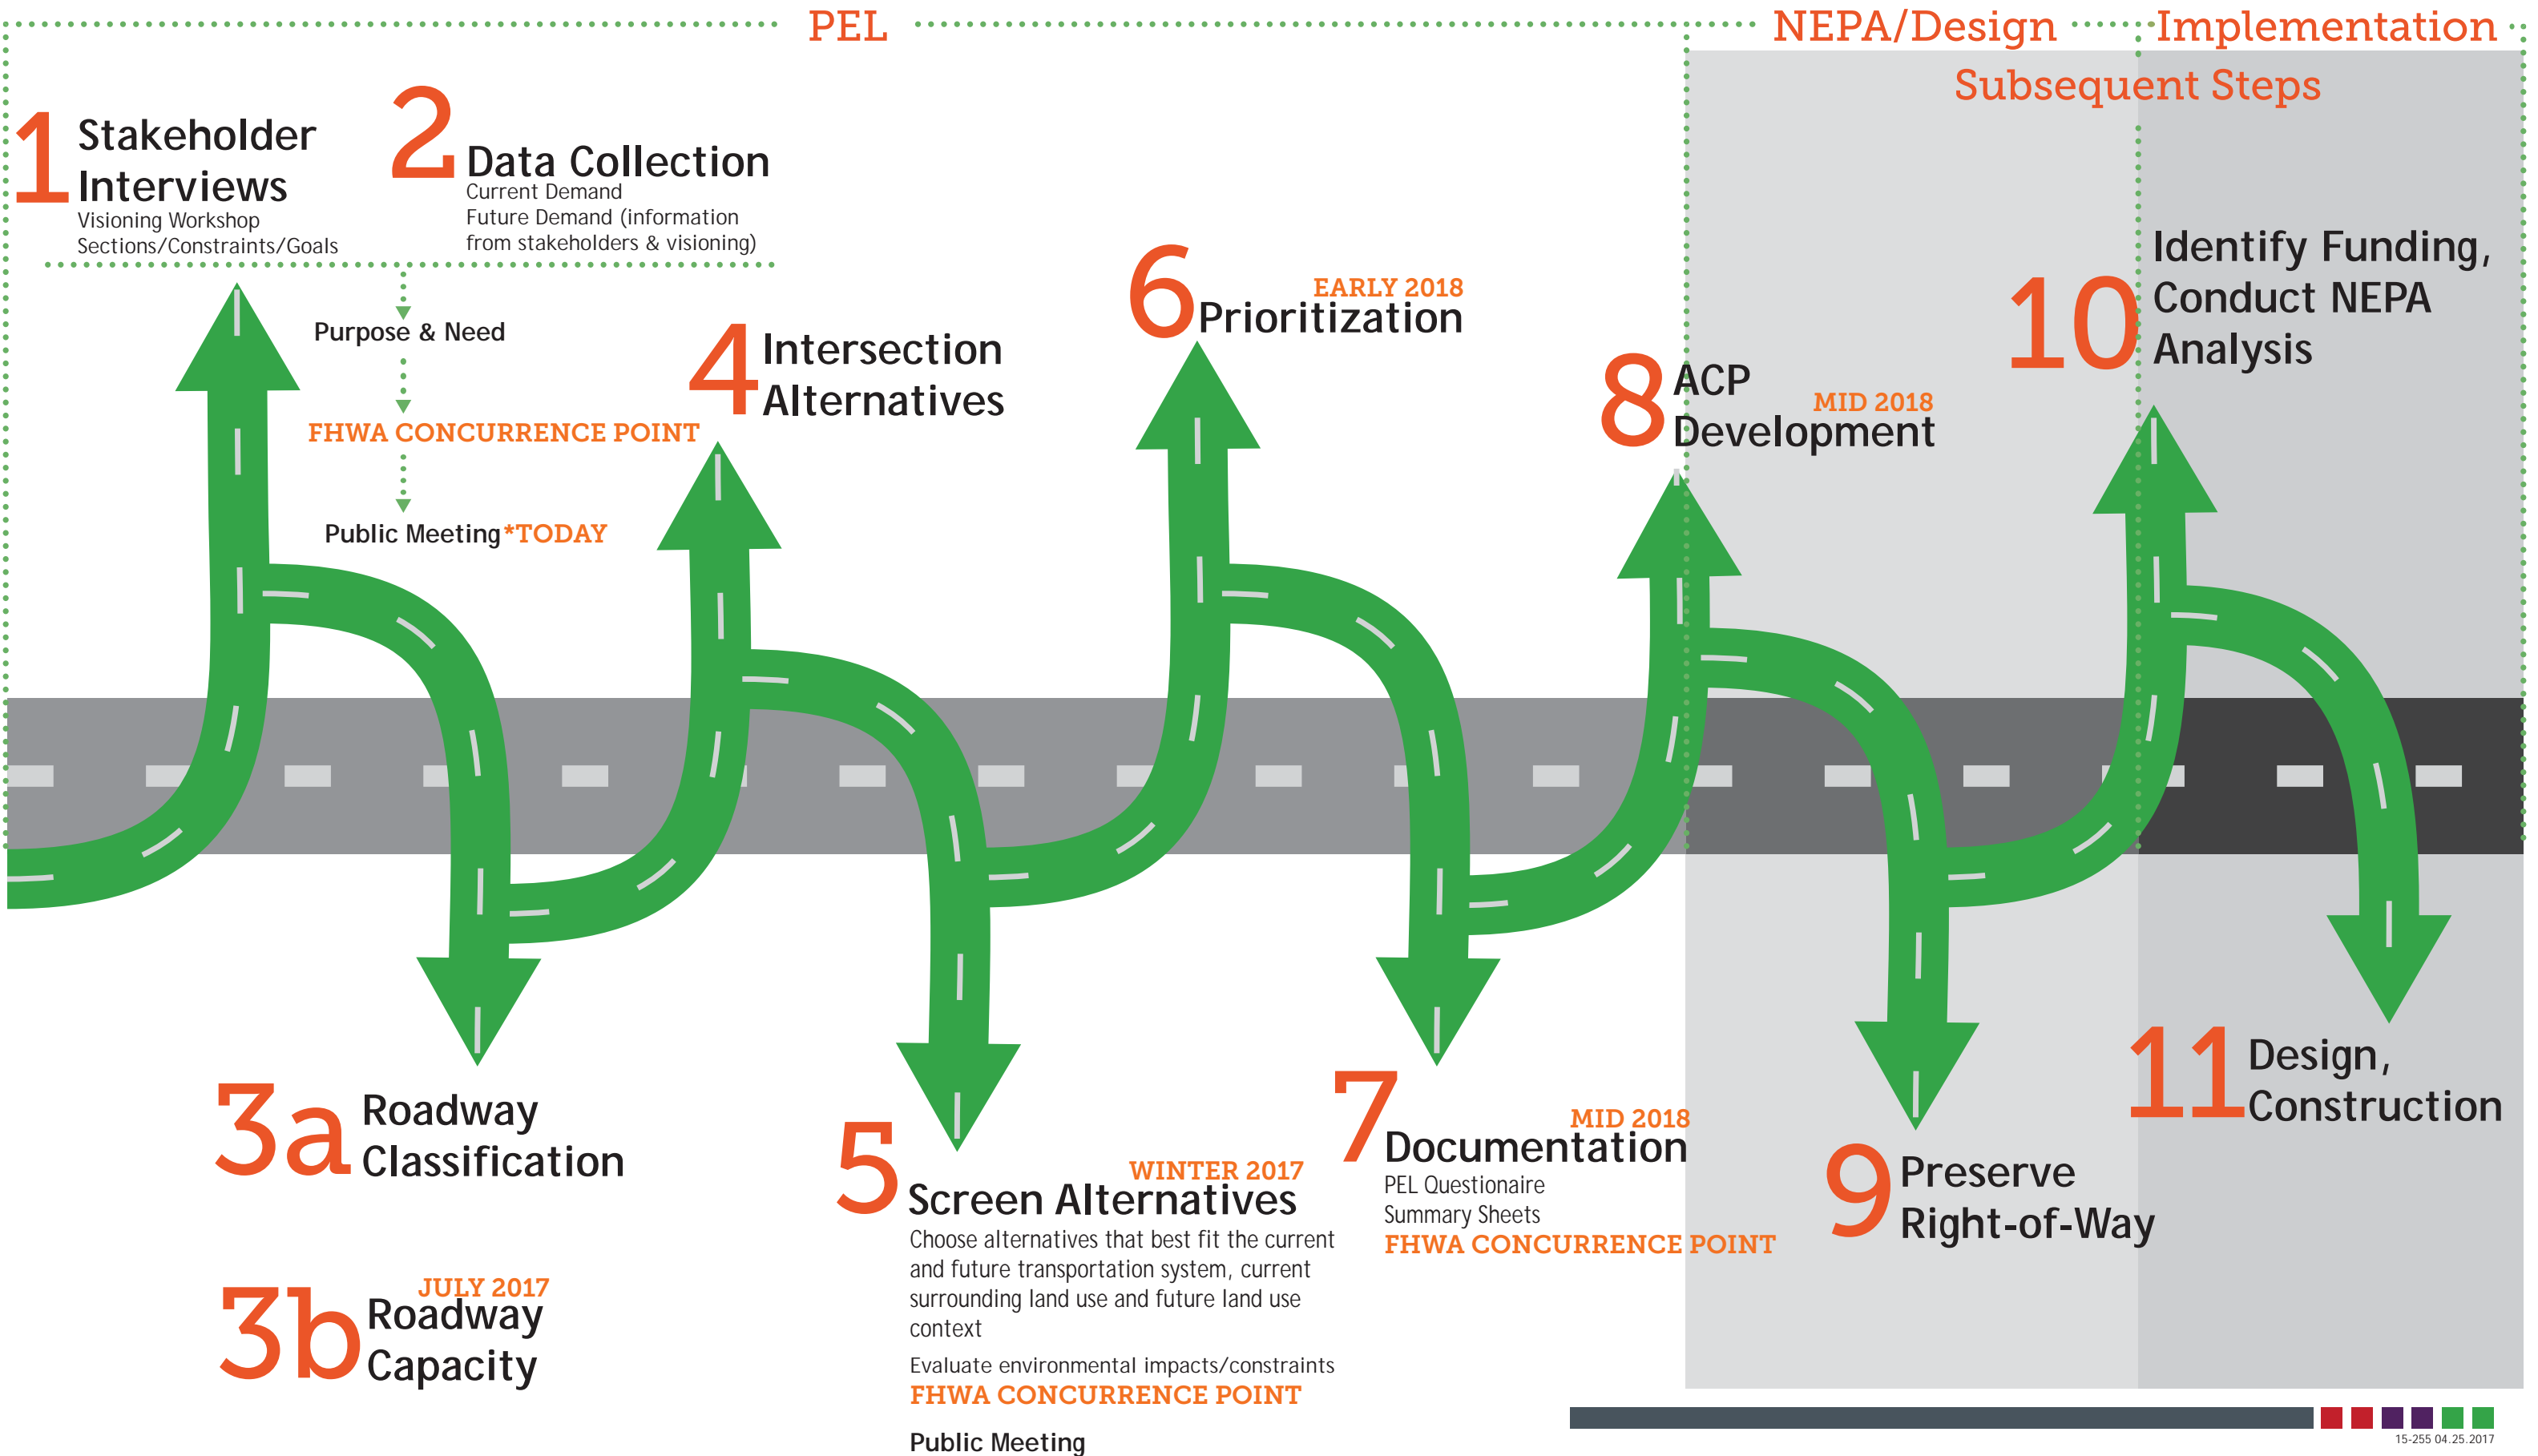 PEL
NEPA/Design
Implementation
Subsequent Steps
1
Stakeholder
Interviews
Visioning Workshop
Sections/Constraints/Goals
2
Data Collection
Current Demand
Future Demand (information
from stakeholders & visioning)
Purpose & Need
FHWA CONCURRENCE POINT
Public Meeting *TODAY
3a
Roadway
Classification
3b
JULY 2017
Roadway
Capacity
4
Intersection
Alternatives
5
WINTER 2017
Screen Alternatives
Choose alternatives that best fit the current
and future transportation system, current
surrounding land use and future land use
context
Evaluate environmental impacts/constraints
FHWA CONCURRENCE POINT
Public Meeting
6
EARLY 2018
Prioritization
7
MID 2018
Documentation
PEL Questionaire
Summary Sheets
FHWA CONCURRENCE POINT
8
ACP
MID 2018
Development
9
Preserve
Right-of-Way
10
Identify Funding,
Conduct NEPA
Analysis
11
Design,
Construction
15-255 04.25.2017